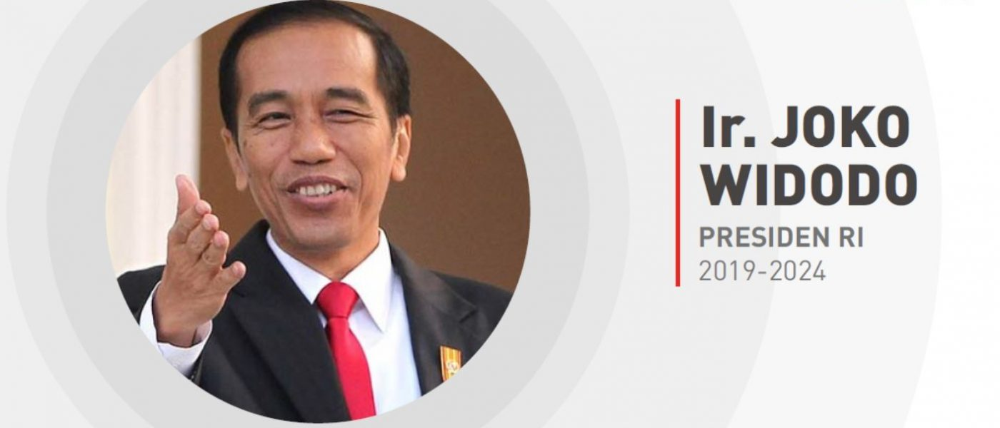 Ir. JOKO
WIDODO
PRESIDEN RI
2019-2024